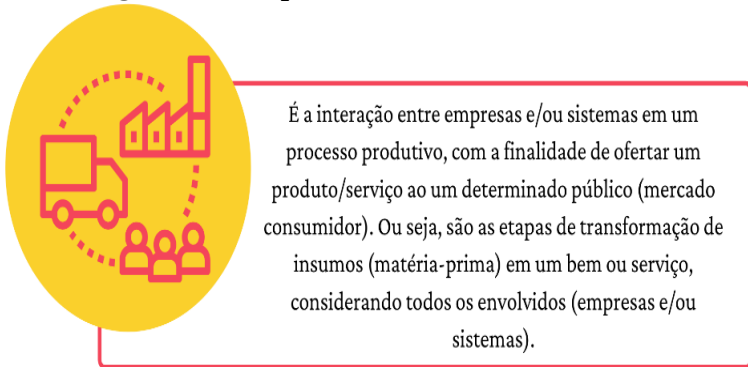 É a interação entre empresas e/ou sistemas em um
processo produtivo, com a finalidade de ofertar um
produto/serviço ao um determinado público (mercado
consumidor). Ou seja, são as etapas de transformação de
insumos (matéria-prima) em um bem ou serviço,
considerando todos os envolvidos (empresas e/ou
sistemas).